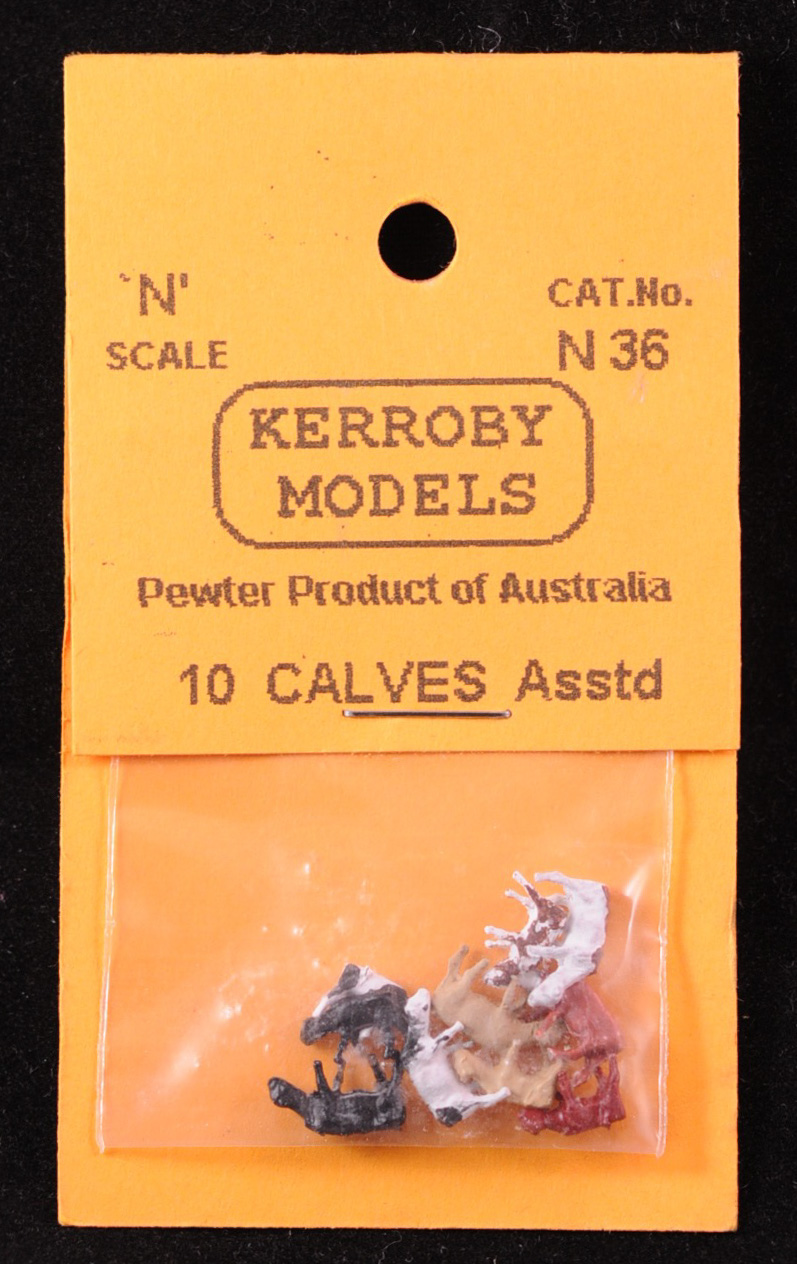 `N'
SCALE
CAT.No.
N 36
KERROBY
MODELS
Pewter Product of Australia
10 CALVES Asstd